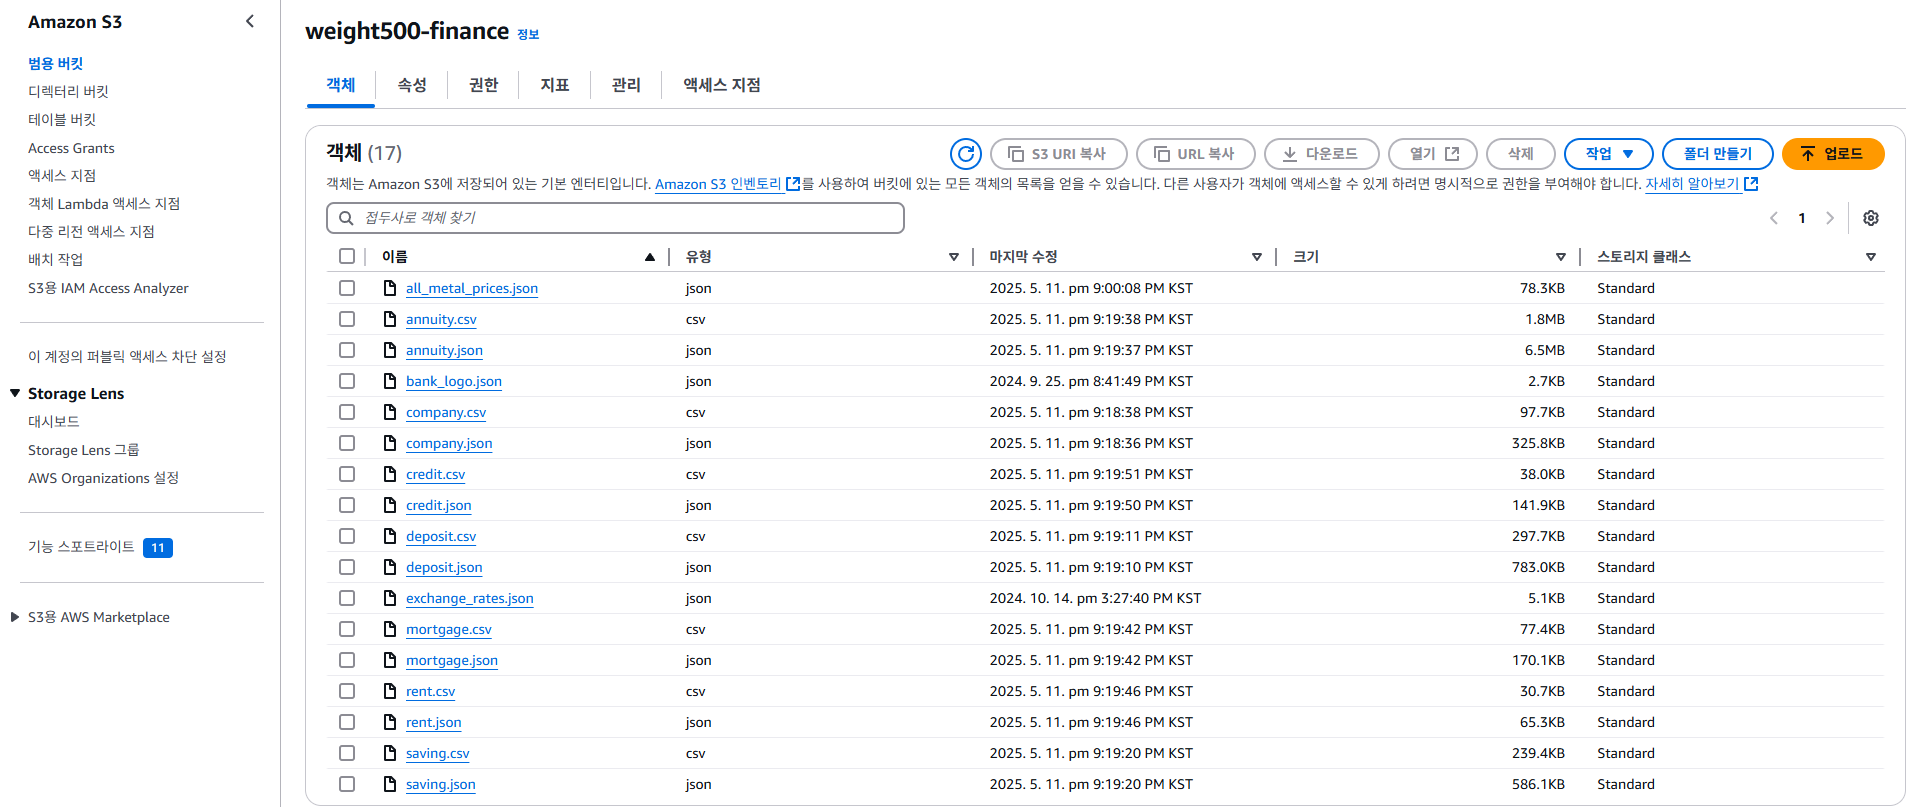 Amazon S3
범용 버킷
디렉터리 버킷
테이블 버킷
Access Grants
액세스 지점
객체 Lambda 액세스 지점
다중 리전 액세스 지점
배치 작업
S3용 IAM Access Analyzer
이 계정의 퍼블릭 액세스 차단 설정
Storage Lens
대시보드
Storage Lens 그룹
AWS Organizations 설정
기능 스포트라이트 11
S3용 AWS Marketplace
weight500-finance 정보
객체 속성 권한 지표 관리 액세스 지점
객체 (17) S3 URI 복사 URL 복사 다운로드 열기 삭제 작업 폴더 만들기 업로드
객체는 Amazon S3에 저장되어 있는 기본 엔터티입니다. Amazon S3 인벤토리 를 사용하여 버킷에 있는 모든 객체의 목록을 얻을 수 있습니다. 다른 사용자가 객체에 액세스할 수 있게 하려면 명시적으로 권한을 부여해야 합니다. 자세히 알아보기
접두사로 객체 찾기 1
이름 유형 마지막 수정 크기 스토리지 클래스
all_metal_prices.json json 2025. 5. 11. pm 9:00:08 PM KST 78.3KB Standard
annuity.csv csv 2025. 5. 11. pm 9:19:38 PM KST 1.8MB Standard
annuity.json json 2025. 5. 11. pm 9:19:37 PM KST 6.5MB Standard
bank_logo.json json 2024. 9. 25. pm 8:41:49 PM KST 2.7KB Standard
company.csv csv 2025. 5. 11. pm 9:18:38 PM KST 97.7KB Standard
company.json json 2025. 5. 11. pm 9:18:36 PM KST 325.8KB Standard
credit.csv csv 2025. 5. 11. pm 9:19:51 PM KST 38.0KB Standard
credit.json json 2025. 5. 11. pm 9:19:50 PM KST 141.9KB Standard
deposit.csv csv 2025. 5. 11. pm 9:19:11 PM KST 297.7KB Standard
deposit.json json 2025. 5. 11. pm 9:19:10 PM KST 783.0KB Standard
exchange_rates.json json 2024. 10. 14. pm 3:27:40 PM KST 5.1KB Standard
mortgage.csv csv 2025. 5. 11. pm 9:19:42 PM KST 77.4KB Standard
mortgage.json json 2025. 5. 11. pm 9:19:42 PM KST 170.1KB Standard
rent.csv csv 2025. 5. 11. pm 9:19:46 PM KST 30.7KB Standard
rent.json json 2025. 5. 11. pm 9:19:46 PM KST 65.3KB Standard
saving.csv csv 2025. 5. 11. pm 9:19:20 PM KST 239.4KB Standard
saving.json json 2025. 5. 11. pm 9:19:20 PM KST 586.1KB Standard